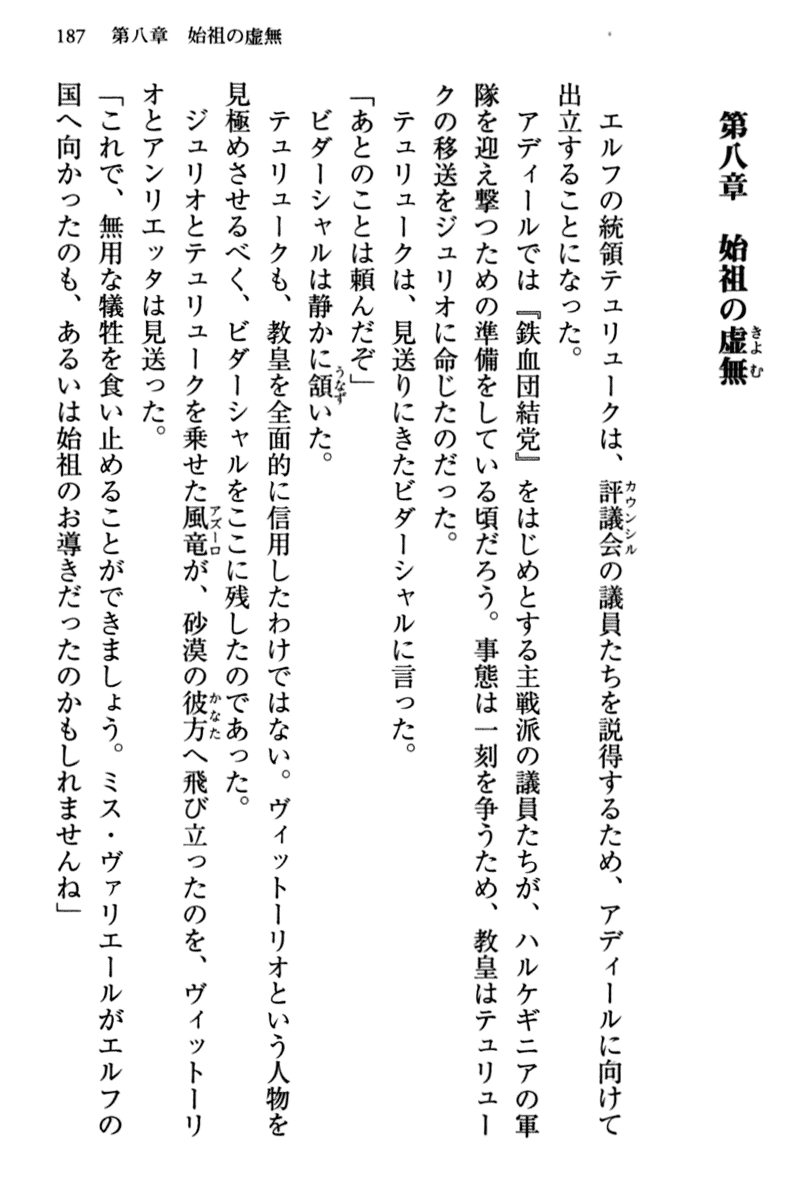 187　第八章　始祖の虚無
第八章　始祖の虚無
きょむ
エルフの統領テュリュークは、評議会の議員たちを説得するため、アディールに向けて
カウンシル
出立することになった。
アディールでは『鉄血団結党』をはじめとする主戦派の議員たちが、ハルケギニアの軍
隊を迎え撃つための準備をしている頃だろう。事態は一刻を争うため、教皇はテュリュー
クの移送をジュリオに命じたのだった。
テュリュークは、見送りにきたビダーシャルに言った。
「あとのことは頼んだぞ」
ビダーシャルは静かに頷いた。
うなず
テュリュークも、教皇を全面的に信用したわけではない。ヴィットーリオという人物を
見極めさせるべく、ビダーシャルをここに残したのであった。
ジュリオとテュリュークを乗せた風竜が、砂漠の彼方へ飛び立ったのを、ヴィットーリ
アズーロ
かなた
オとアンリエッタは見送った。
「これで、無用な犠牲を食い止めることができましょう。ミス・ヴァリエールがエルフの
国へ向かったのも、あるいは始祖のお導きだったのかもしれませんね」